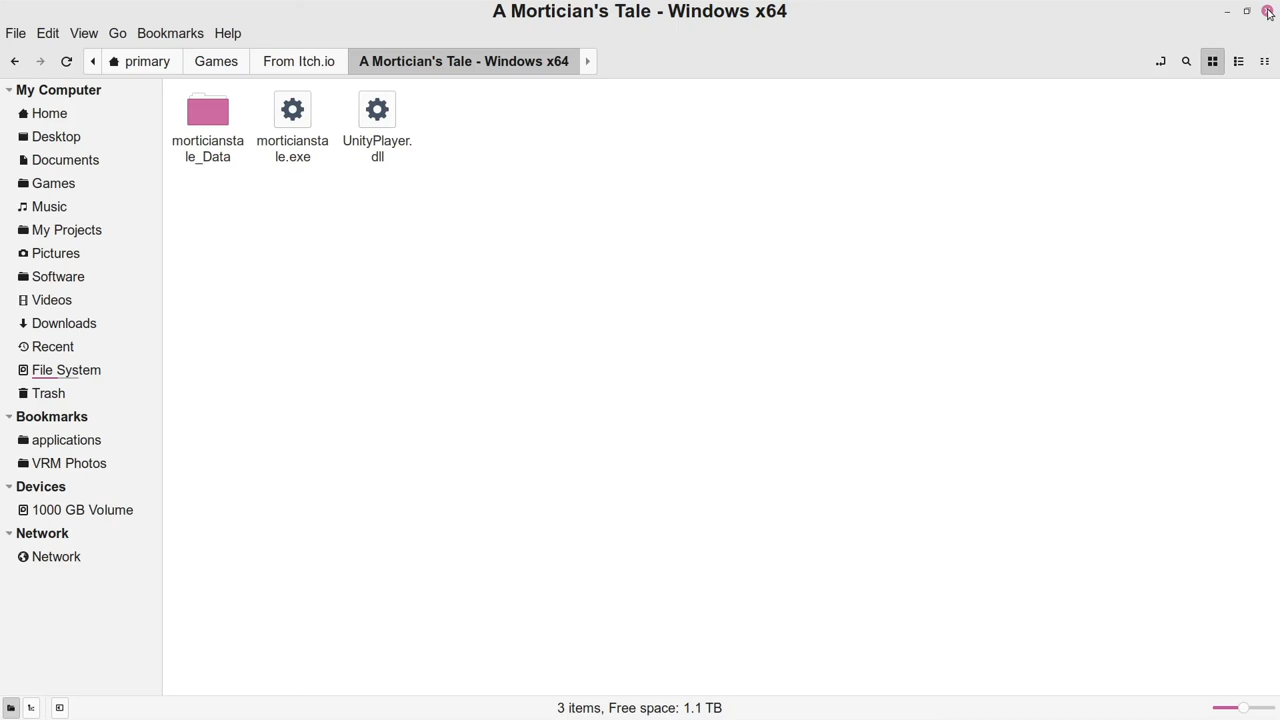 A Mortician's Tale - Windows x64
File Edit View Go Bookmarks Help
primary Games From Itch.io A Mortician's Tale - Windows x64
My Computer
Home
Desktop
Documents
Games
Music
My Projects
Pictures
Software
Videos
Downloads
Recent
File System
Trash
Bookmarks
applications
VRM Photos
Devices
1000 GB Volume
Network
Network
morticiansta
le_Data
morticiansta
le.exe
UnityPlayer.
dll
3 items, Free space: 1.1 TB